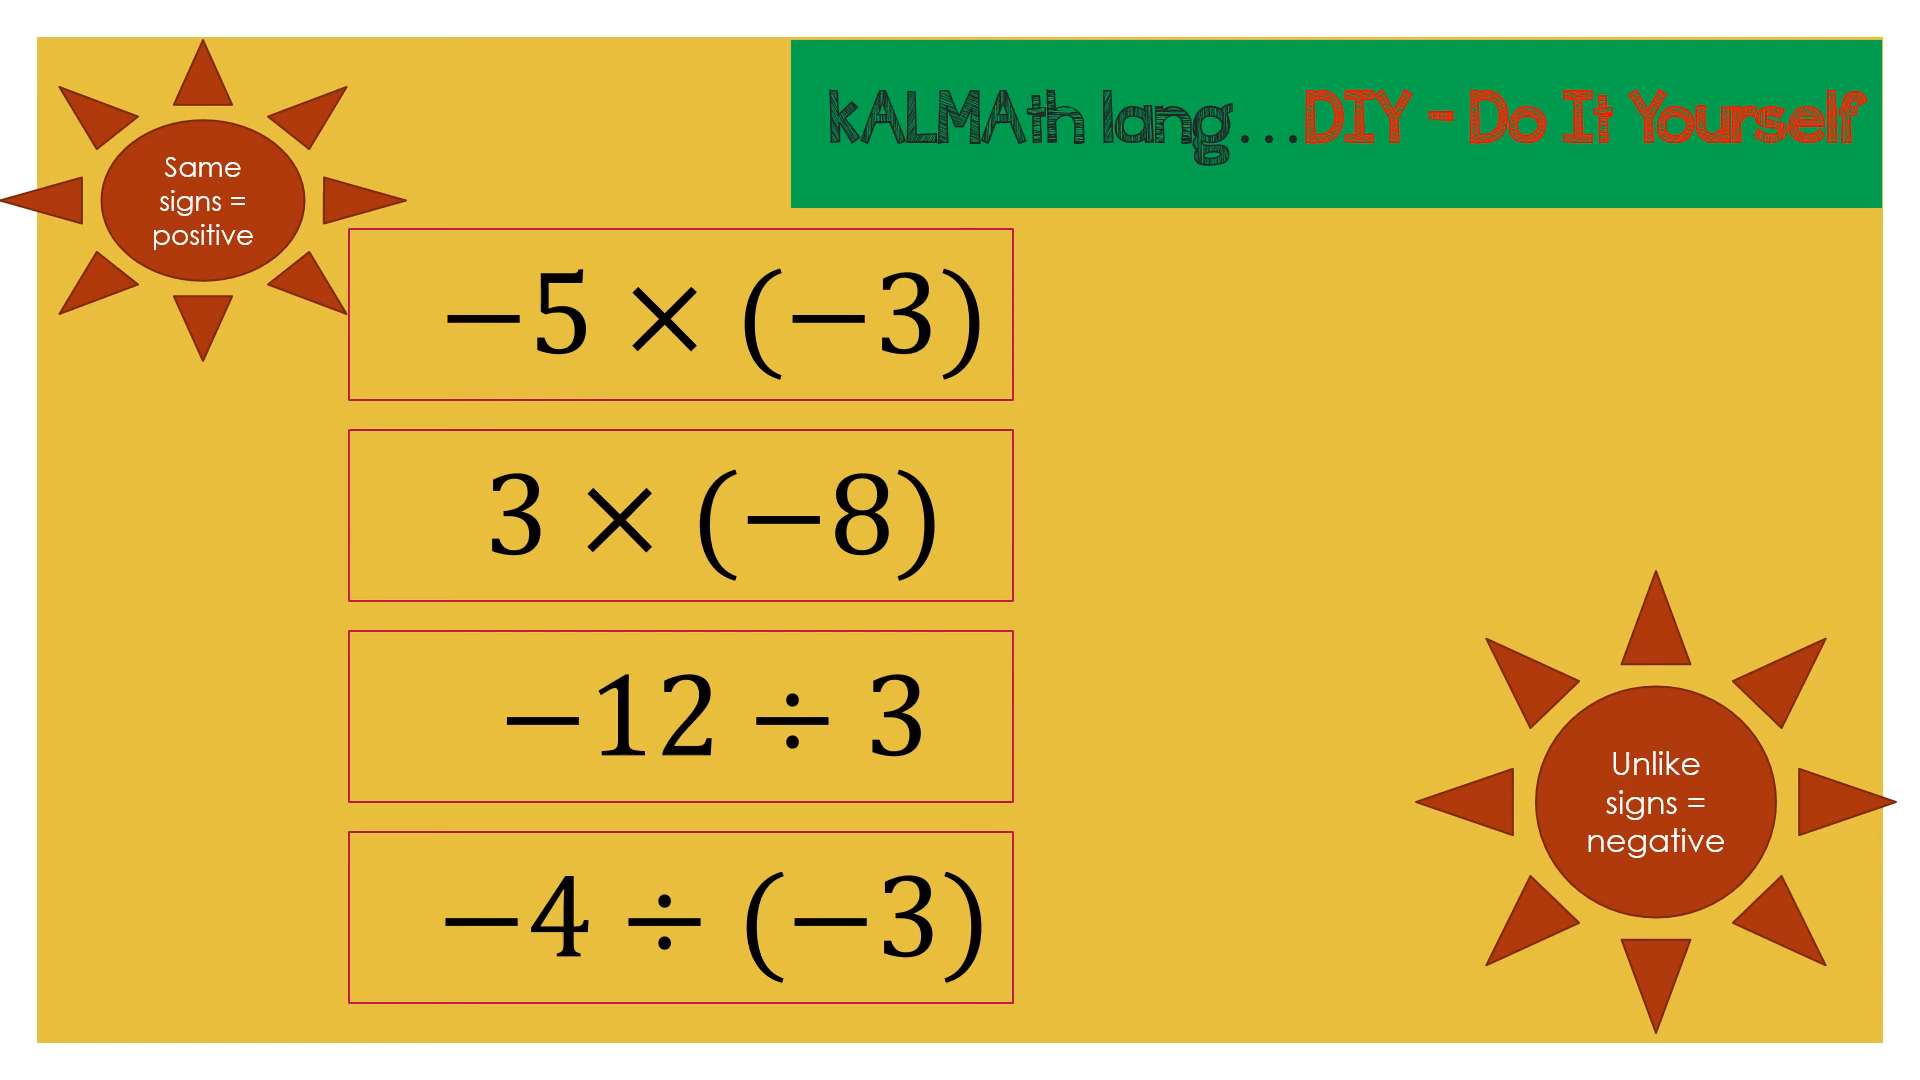 kALMAth lang...DIY - Do It Yourself
Same
signs =
positive
−5 × (−3)
3 × (−8)
−12 ÷ 3
−4 ÷ (−3)
Unlike
signs =
negative